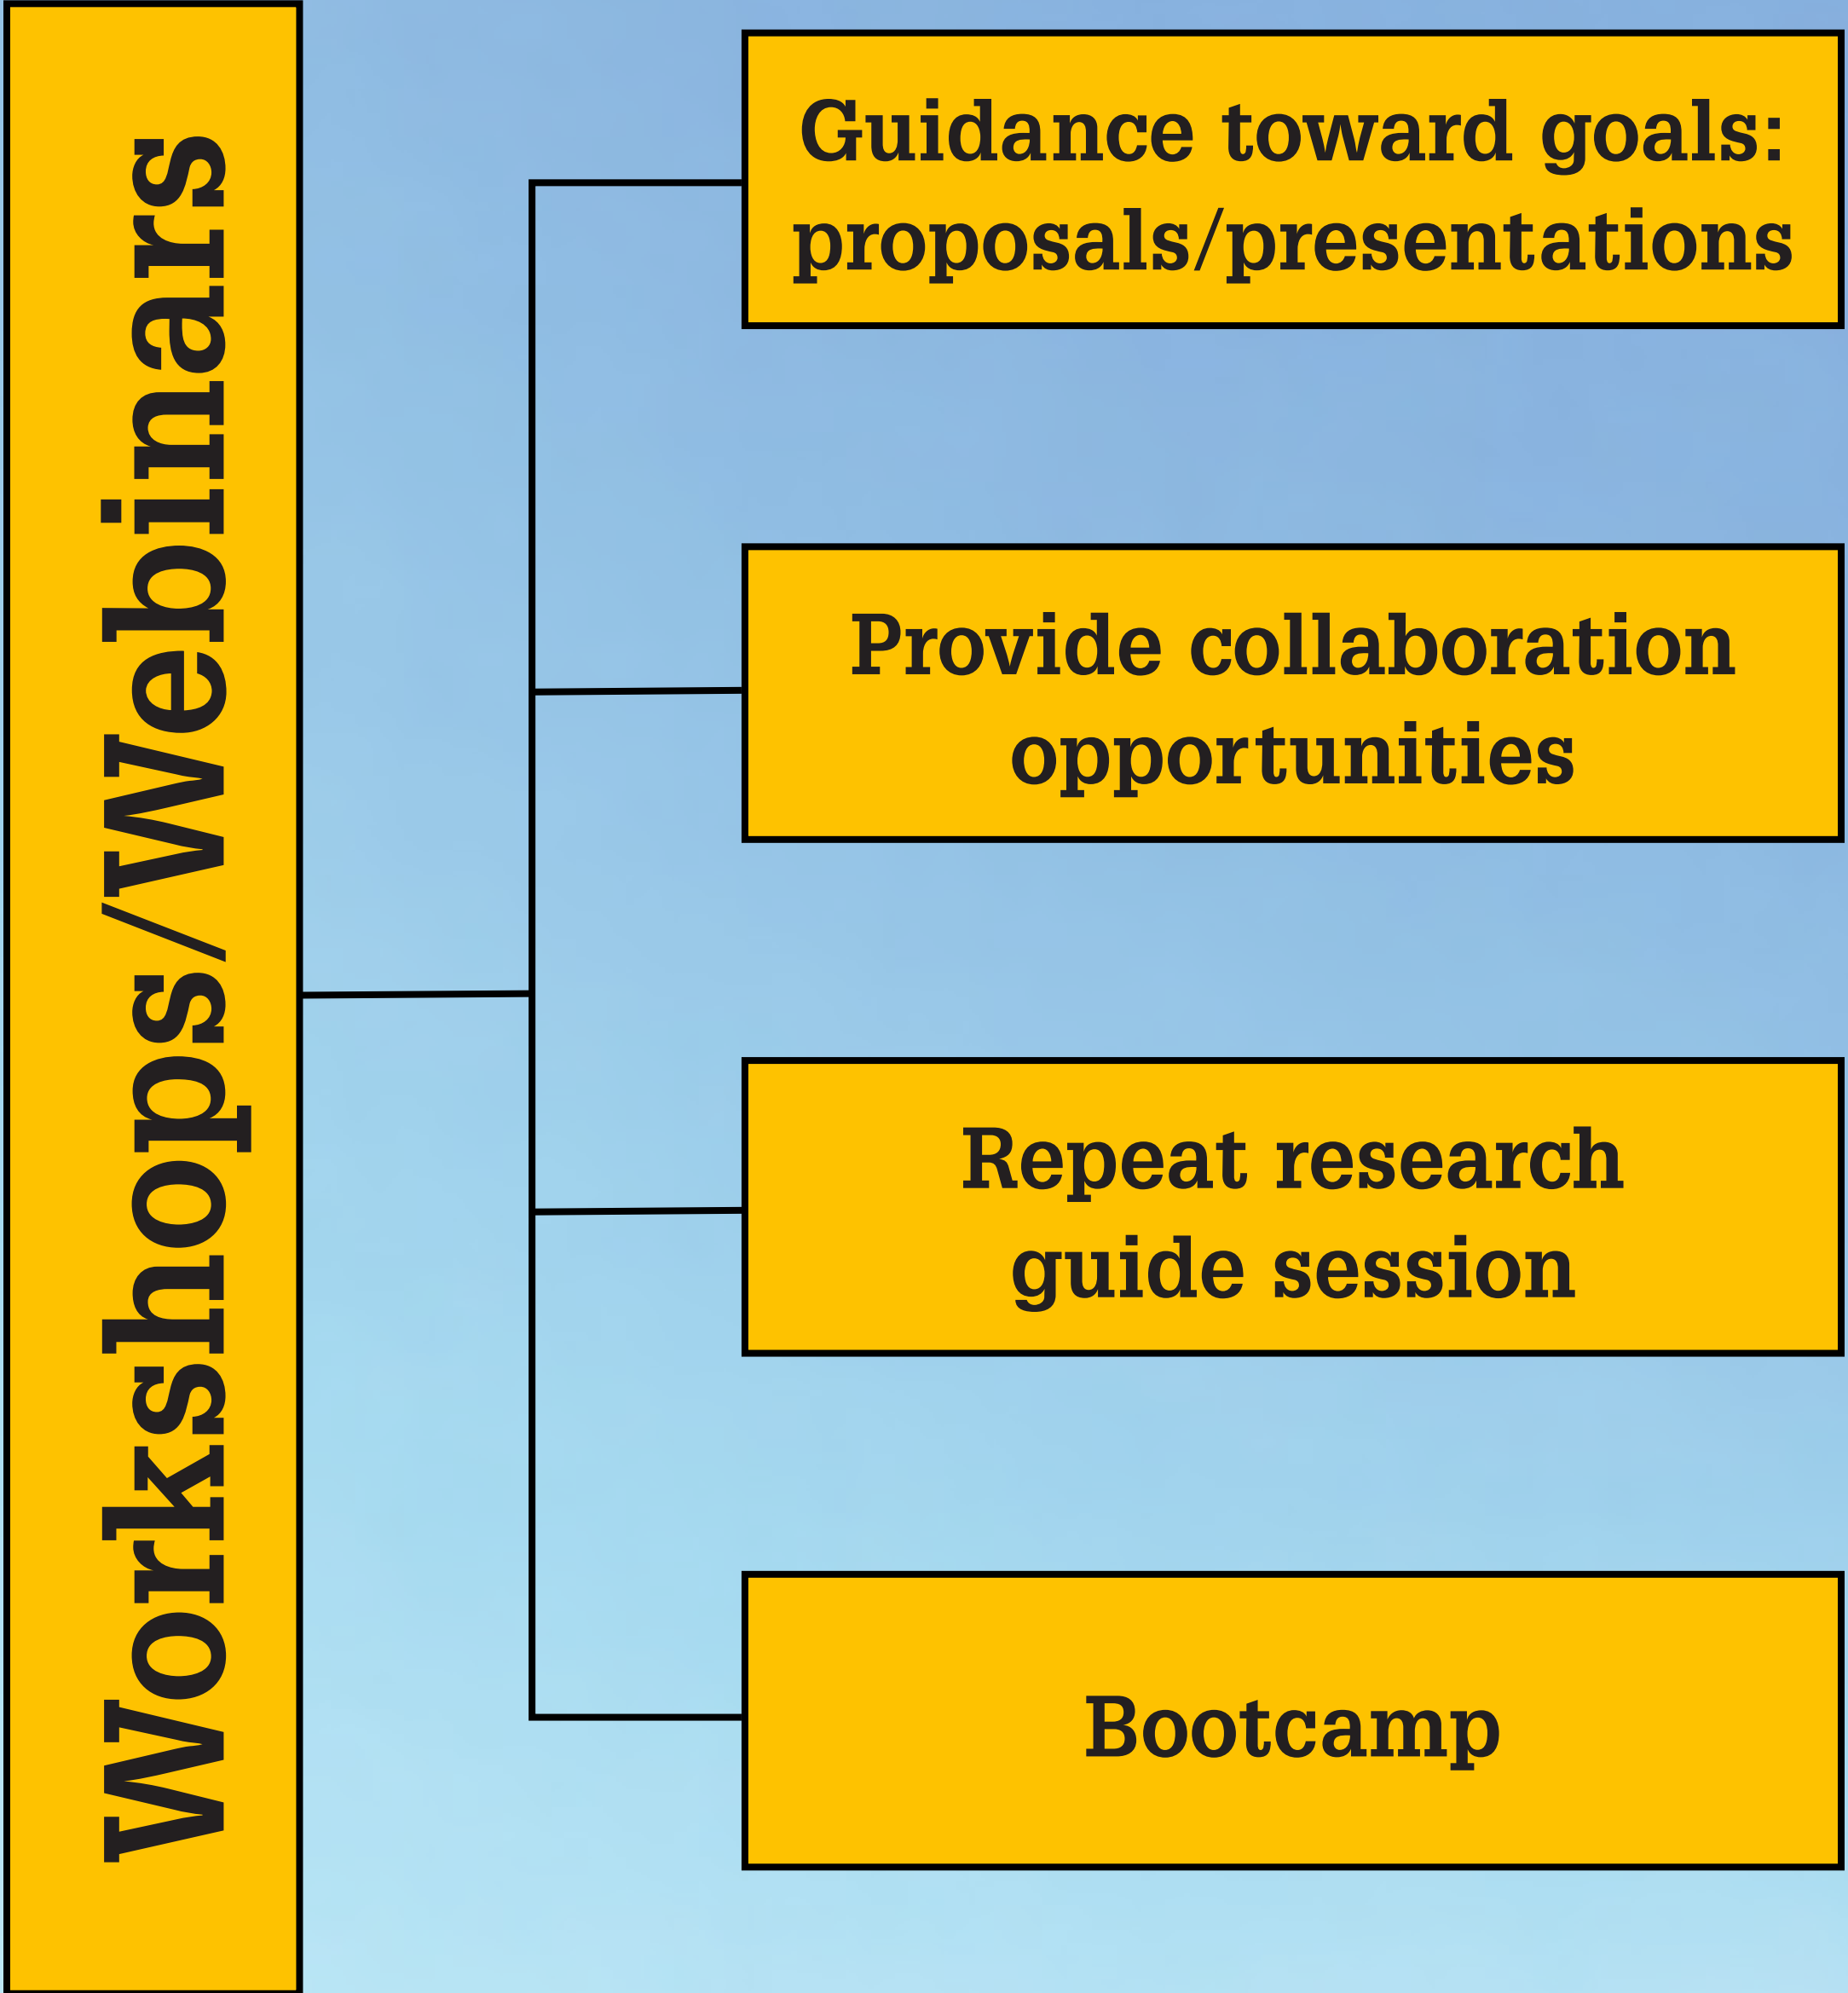 Workshops/Webinars
Guidance toward goals:
proposals/presentations
Provide collaboration
opportunities
Repeat research
guide session
Bootcamp